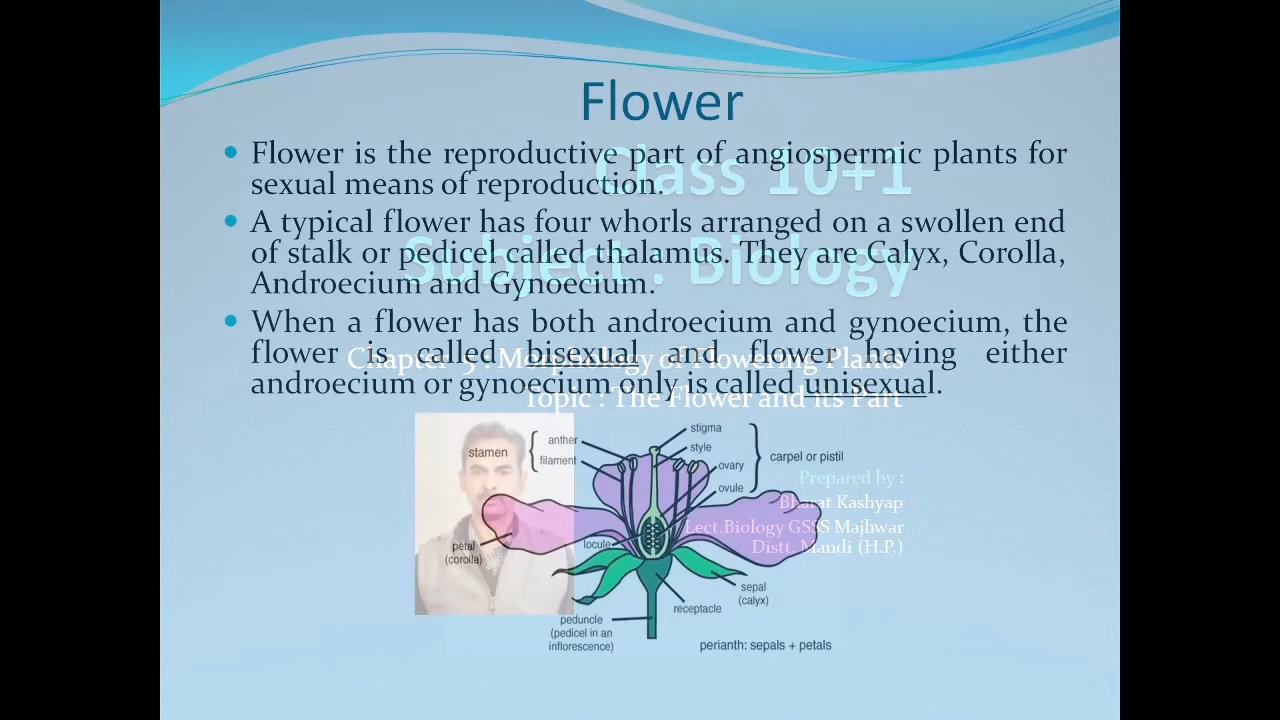 Flower
Class 10+1
Subject : Biology
• Flower is the reproductive part of angiospermic plants for
sexual means of reproduction.
• A typical flower has four whorls arranged on a swollen end
of stalk or pedicel called thalamus. They are Calyx, Corolla,
Androecium and Gynoecium.
• When a flower has both androecium and gynoecium, the
flower is called bisexual and flower having either
androecium or gynoecium only is called unisexual.
Chapter 5 : Morphology of Flowering Plants
Topic : The Flower and its Part
stamen
anther
filament
stigma
style
ovary
ovule
carpel or pistil
petal
(corolla)
locule
sepal
(calyx)
receptacle
peduncle
(pedicel in an
inflorescence)
perianth: sepals + petals
Prepared by :
Bharat Kashyap
Lect.Biology GSSS Majhwar
Distt. Mandi (H.P.)